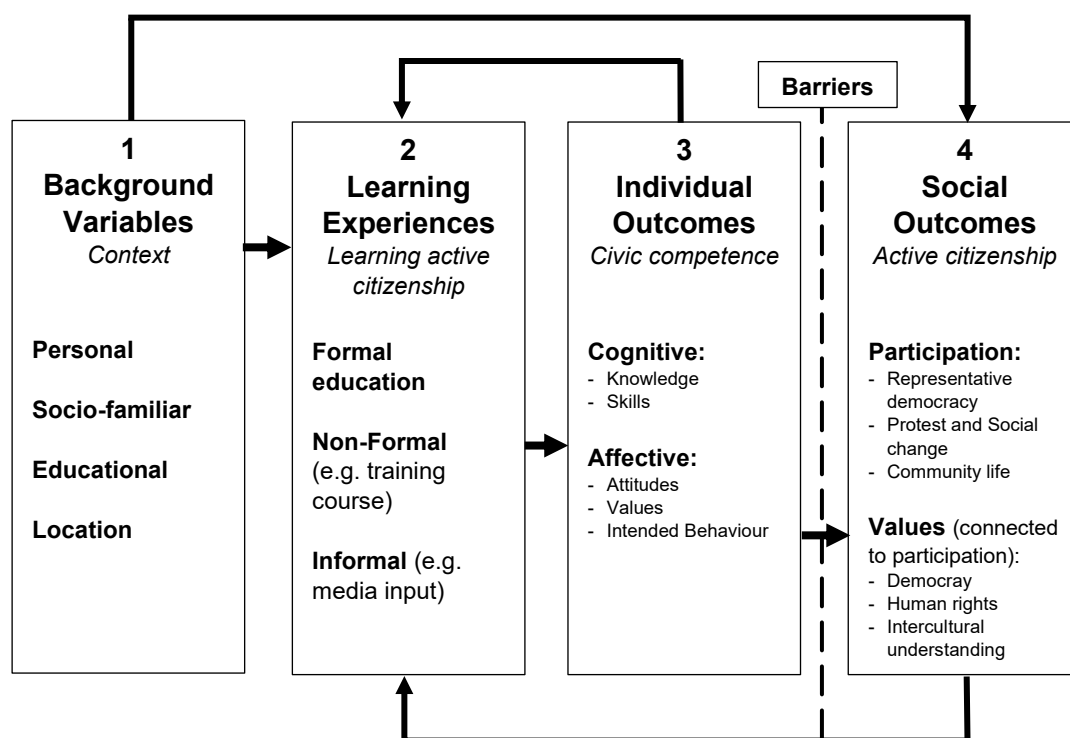 Barriers
1
Background
Variables
Context
Personal
Socio-familiar
Educational
Location
2
Learning
Experiences
Learning active
citizenship
Formal
education
Non-Formal
(e.g. training
course)
Informal (e.g.
media input)
3
Individual
Outcomes
Civic competence
Cognitive:
- Knowledge
- Skills
Affective:
- Attitudes
- Values
- Intended Behaviour
4
Social
Outcomes
Active citizenship
Participation:
- Representative
democracy
- Protest and Social
change
- Community life
Values (connected
to participation):
- Democray
- Human rights
- Intercultural
understanding